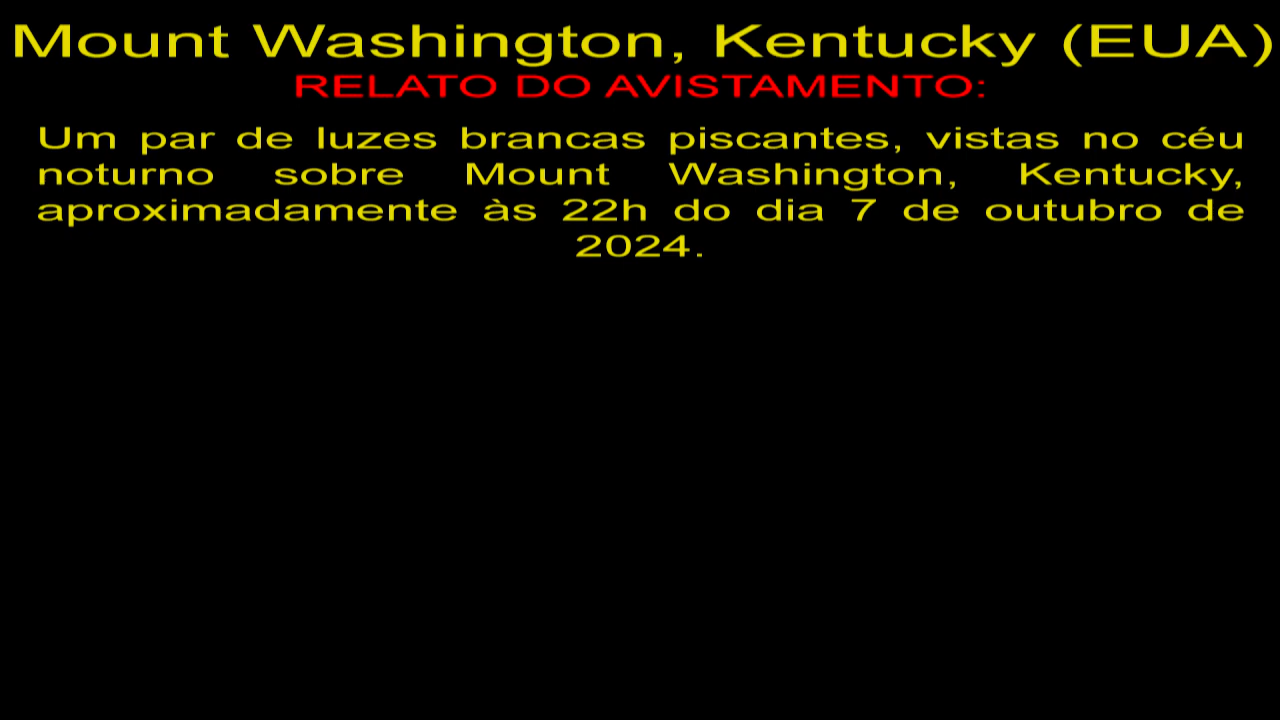 Mount Washington, Kentucky (EUA)
RELATO DO AVISTAMENTO:
Um par de luzes brancas piscantes, vistas no céu
noturno sobre Mount Washington, Kentucky,
aproximadamente às 22h do dia 7 de outubro de
2024.